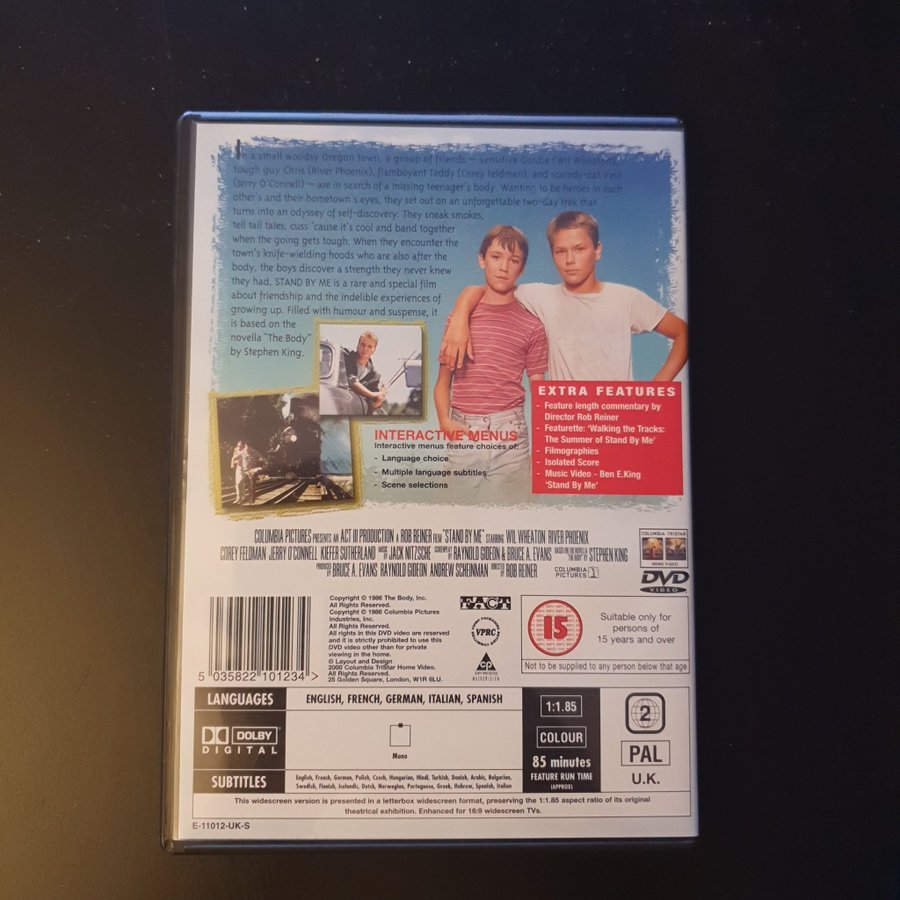 In a small woodsy Oregon town, a group of friends — sensitive Gordie (Wil Wheaton),
tough guy Chris (River Phoenix), flamboyant Teddy (Corey Feldman), and scaredy-cat Vern
(Jerry O'Connell) — are in search of a missing teenager's body. Wanting to be heroes in each
other's and their hometown's eyes, they set out on an unforgettable two-day trek that
turns into an odyssey of self-discovery. They sneak smokes,
tell tall tales, cuss 'cause it's cool and band together
when the going gets tough. When they encounter the
town's knife-wielding hoods who are also after the
body, the boys discover a strength they never knew
they had. STAND BY ME is a rare and special film
about friendship and the indelible experiences of
growing up. Filled with humour and suspense, it
is based on the
novella "The Body"
by Stephen King.
EXTRA FEATURES
- Feature length commentary by
Director Rob Reiner
- Featurette: 'Walking the Tracks:
The Summer of Stand By Me'
- Filmographies
- Isolated Score
- Music Video - Ben E.King
'Stand By Me'
INTERACTIVE MENUS
Interactive menus feature choices of:
- Language choice
- Multiple language subtitles
- Scene selections
COLUMBIA PICTURES PRESENTS AN ACT III PRODUCTION A ROB REINER FILM "STAND BY ME" STARRING WIL WHEATON RIVER PHOENIX
COREY FELDMAN JERRY O'CONNELL KIEFER SUTHERLAND MUSIC BY JACK NITZSCHE SCREENPLAY BY RAYNOLD GIDEON & BRUCE A. EVANS BASED ON THE NOVELLA "THE BODY" BY STEPHEN KING
PRODUCED BY BRUCE A. EVANS RAYNOLD GIDEON ANDREW SCHEINMAN DIRECTED BY ROB REINER
COLUMBIA
PICTURES
COLUMBIA TRISTAR
HOME VIDEO
DVD
VIDEO
5 035822 101234 >
Copyright © 1986 The Body, Inc.
All Rights Reserved.
Copyright © 1986 Columbia Pictures
Industries, Inc.
All Rights Reserved.
All rights in this DVD video are reserved
and it is strictly prohibited to use this
DVD video other than for private
viewing in the home.
© Layout and Design
2000 Columbia TriStar Home Video.
All Rights Reserved.
25 Golden Square, London, W1R 6LU.
FACT
VPRC
CP
COPY PROTECTED
MACROVISION
15
Suitable only for
persons of
15 years and over
Not to be supplied to any person below that age
LANGUAGES
ENGLISH, FRENCH, GERMAN, ITALIAN, SPANISH
DOLBY
DIGITAL
Mono
SUBTITLES
English, French, German, Polish, Czech, Hungarian, Hindi, Turkish, Danish, Arabic, Bulgarian,
Swedish, Finnish, Icelandic, Dutch, Norwegian, Portuguese, Greek, Hebrew, Spanish, Italian
1:1.85
COLOUR
85 minutes
FEATURE RUN TIME
(APPROX)
2
PAL
U.K.
This widescreen version is presented in a letterbox widescreen format, preserving the 1:1.85 aspect ratio of its original
theatrical exhibition. Enhanced for 16:9 widescreen TVs.
E-11012-UK-S